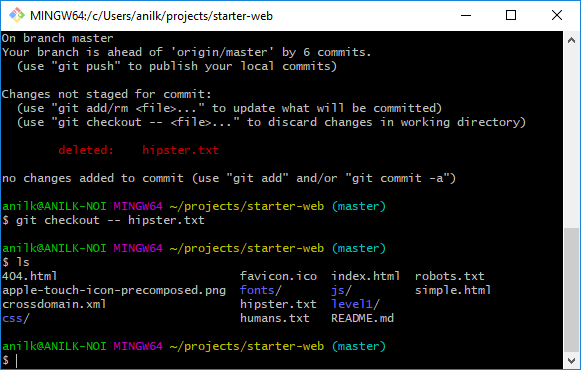 MINGW64:/c/Users/anilk/projects/starter-web
On branch master
Your branch is ahead of 'origin/master' by 6 commits.
  (use "git push" to publish your local commits)
Changes not staged for commit:
  (use "git add/rm <file>..." to update what will be committed)
  (use "git checkout -- <file>..." to discard changes in working directory)
        deleted:    hipster.txt
no changes added to commit (use "git add" and/or "git commit -a")
anilk@ANILK-NOI MINGW64 ~/projects/starter-web (master)
$ git checkout -- hipster.txt
anilk@ANILK-NOI MINGW64 ~/projects/starter-web (master)
$ ls
404.html                          favicon.ico  index.html  robots.txt
apple-touch-icon-precomposed.png  fonts/       js/         simple.html
crossdomain.xml                   hipster.txt  level1/
css/                              humans.txt   README.md
anilk@ANILK-NOI MINGW64 ~/projects/starter-web (master)
$